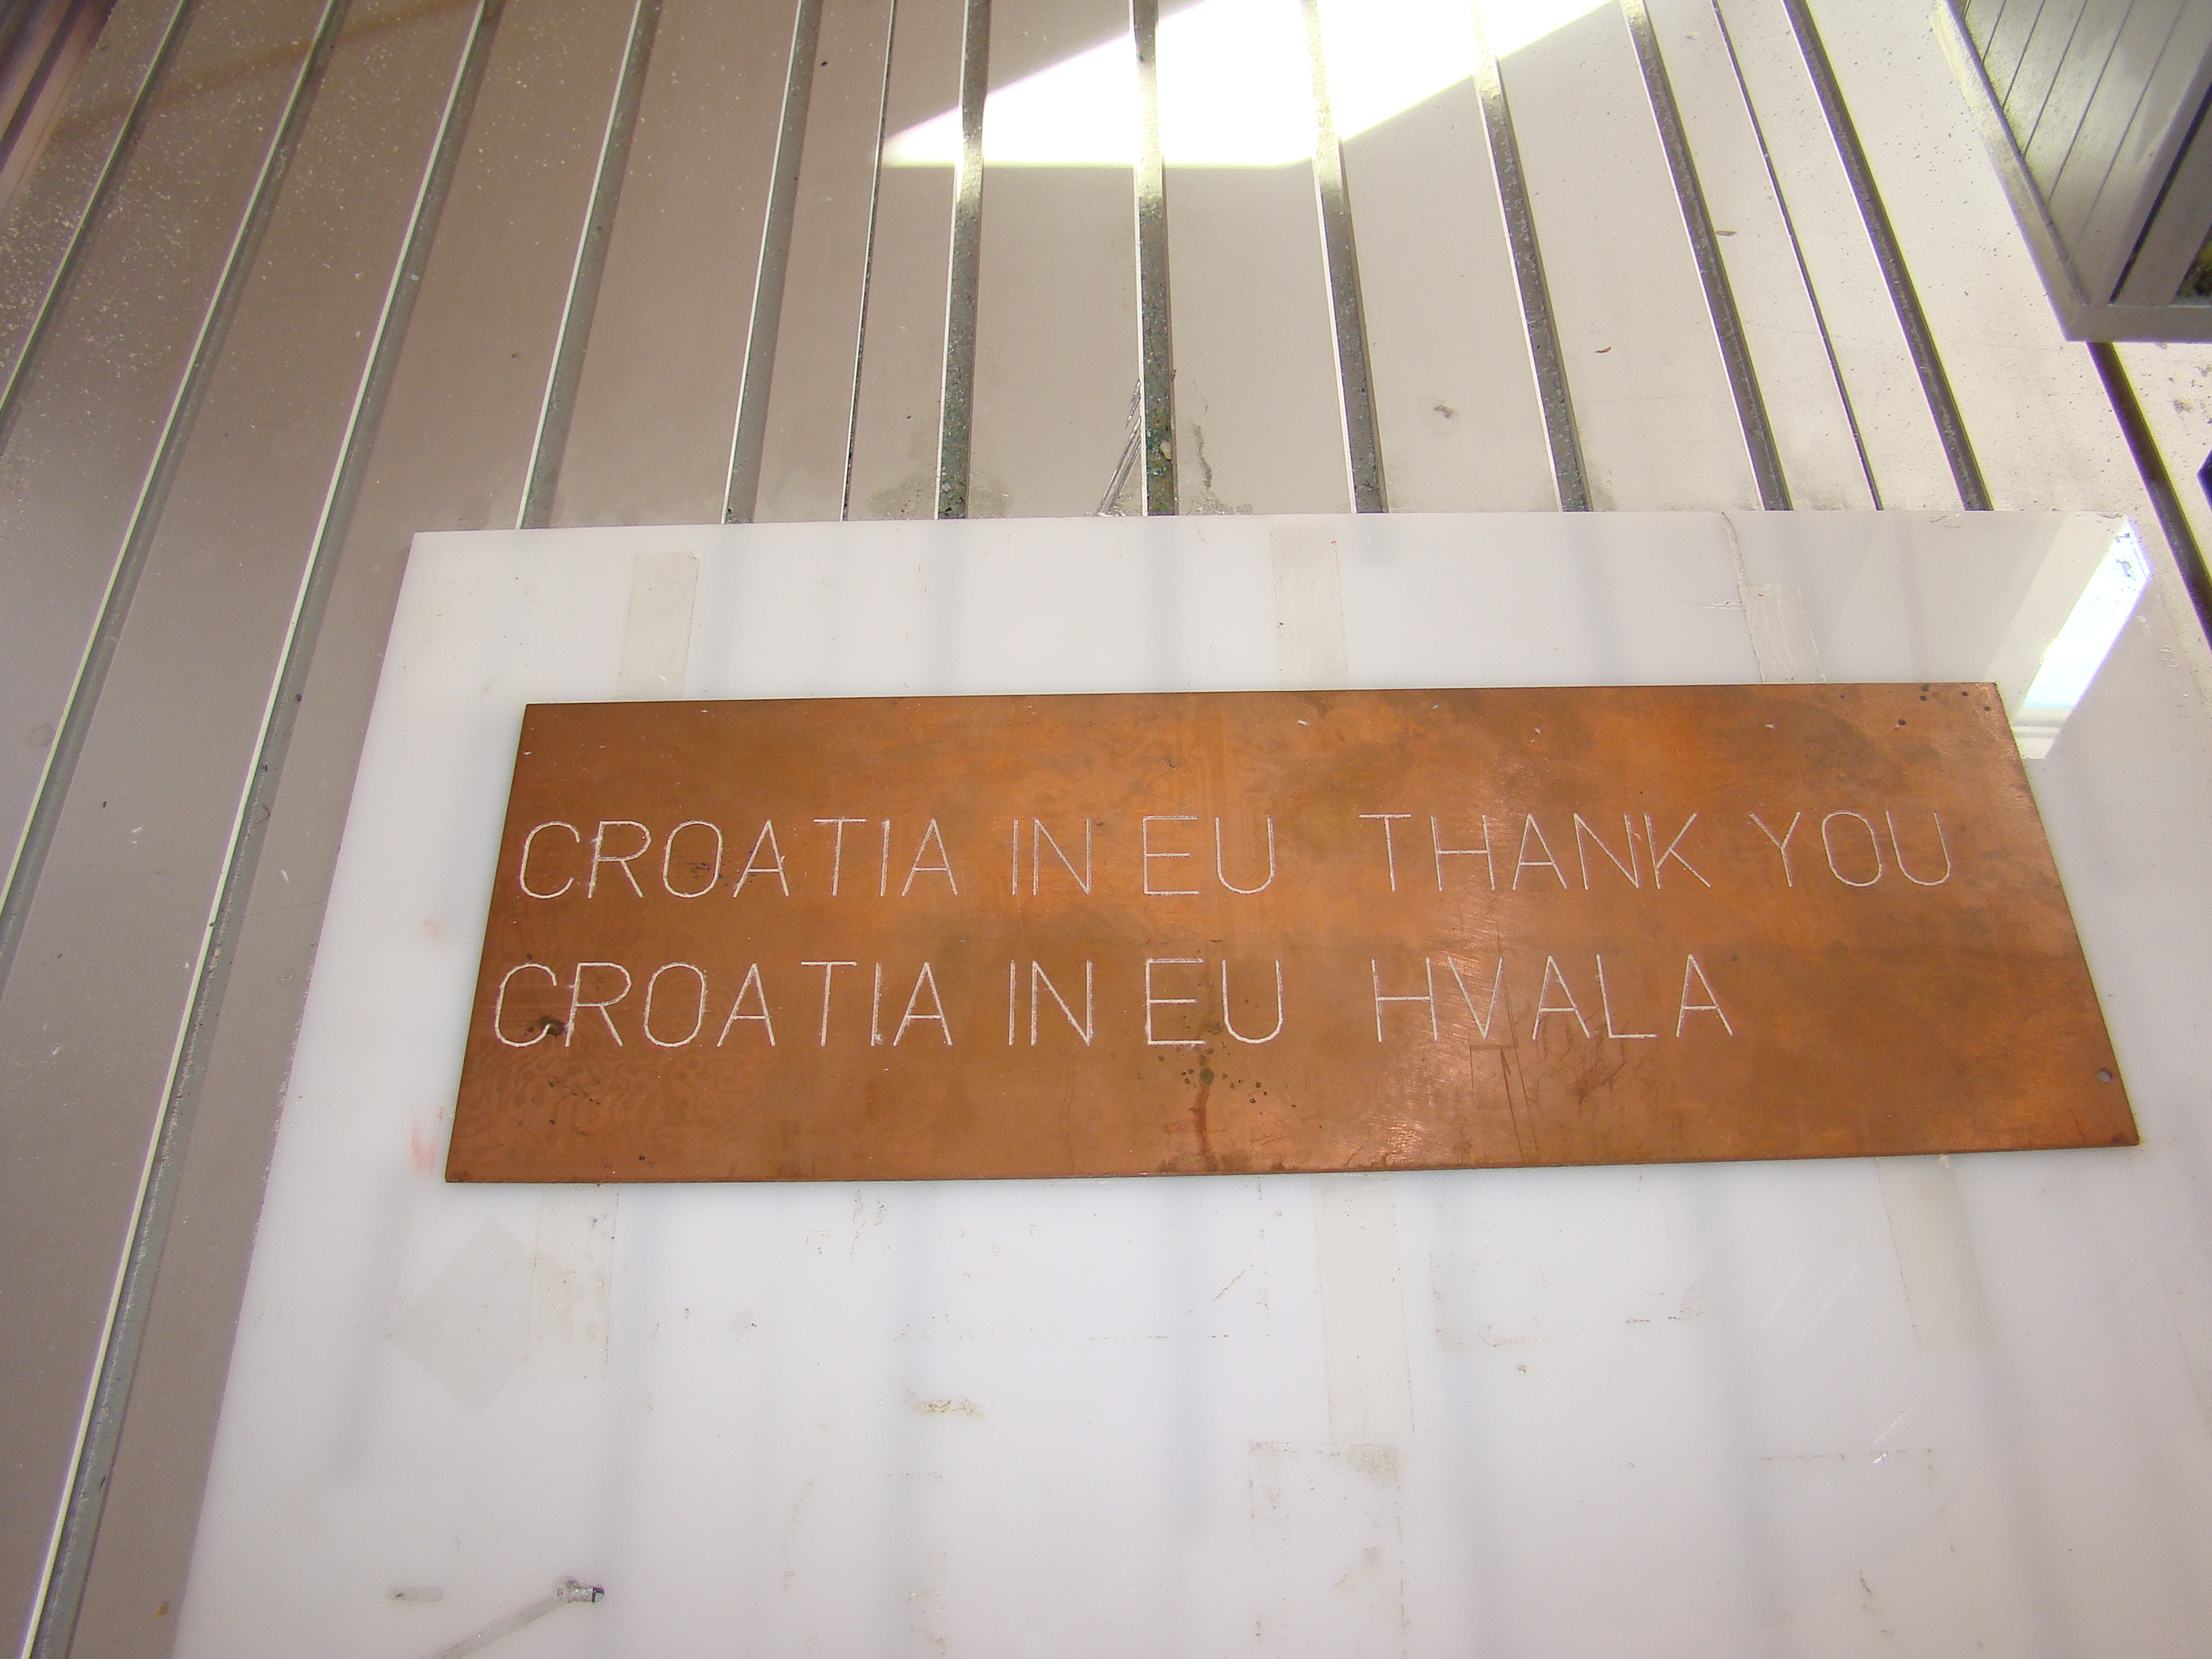 CROATIA IN EU THANK YOU
CROATIA IN EU HVALA